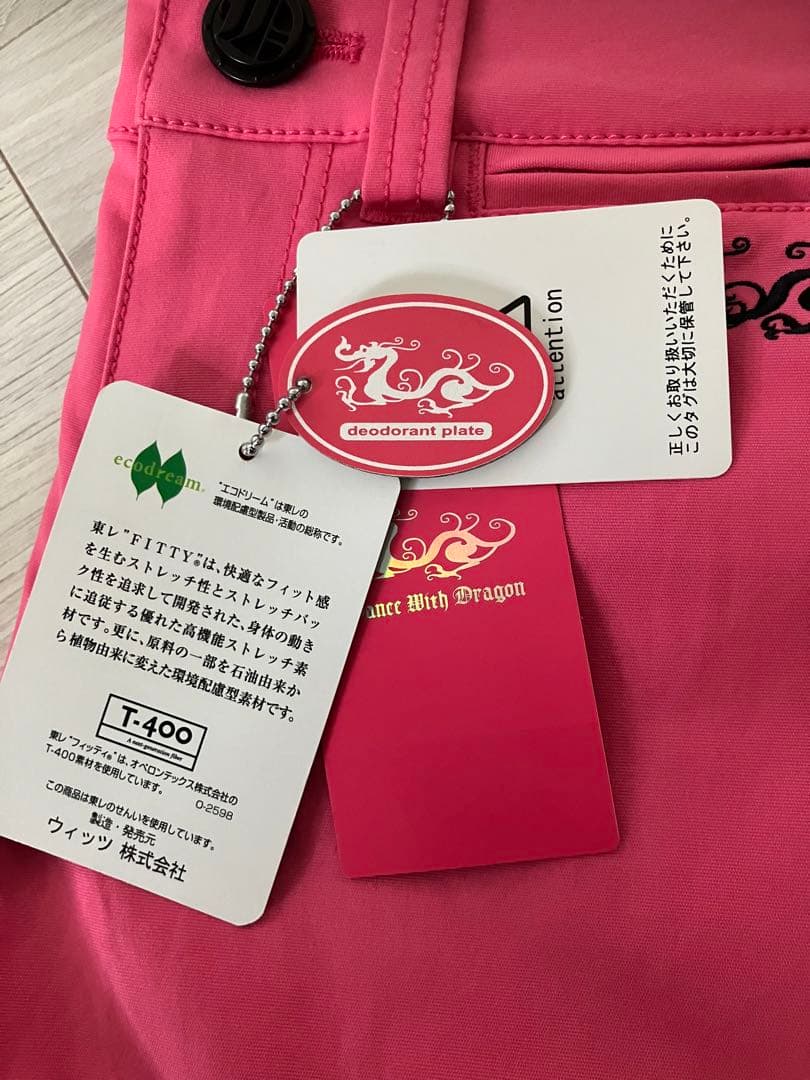 正しくお取り扱いいただくために
このタグは大切に保管して下さい。
attention
deodorant plate
ance With Dragon
ecodream®
"エコドリーム"は東レの
環境配慮型製品・活動の総称です。
東レ"FITTY"®は、快適なフィット感
を生むストレッチ性とストレッチバッ
ク性を追求して開発された、身体の動き
に追従する優れた高機能ストレッチ素
材です。更に、原料の一部を石油由来か
ら植物由来に変えた環境配慮型素材です。
T-400
A next-generation fiber
東レ"フィッティ®"は、オペロンテックス株式会社の
T-400素材を使用しています。
O-2598
この商品は東レのせんいを使用しています。
製造・発売元
ウィッツ 株式会社